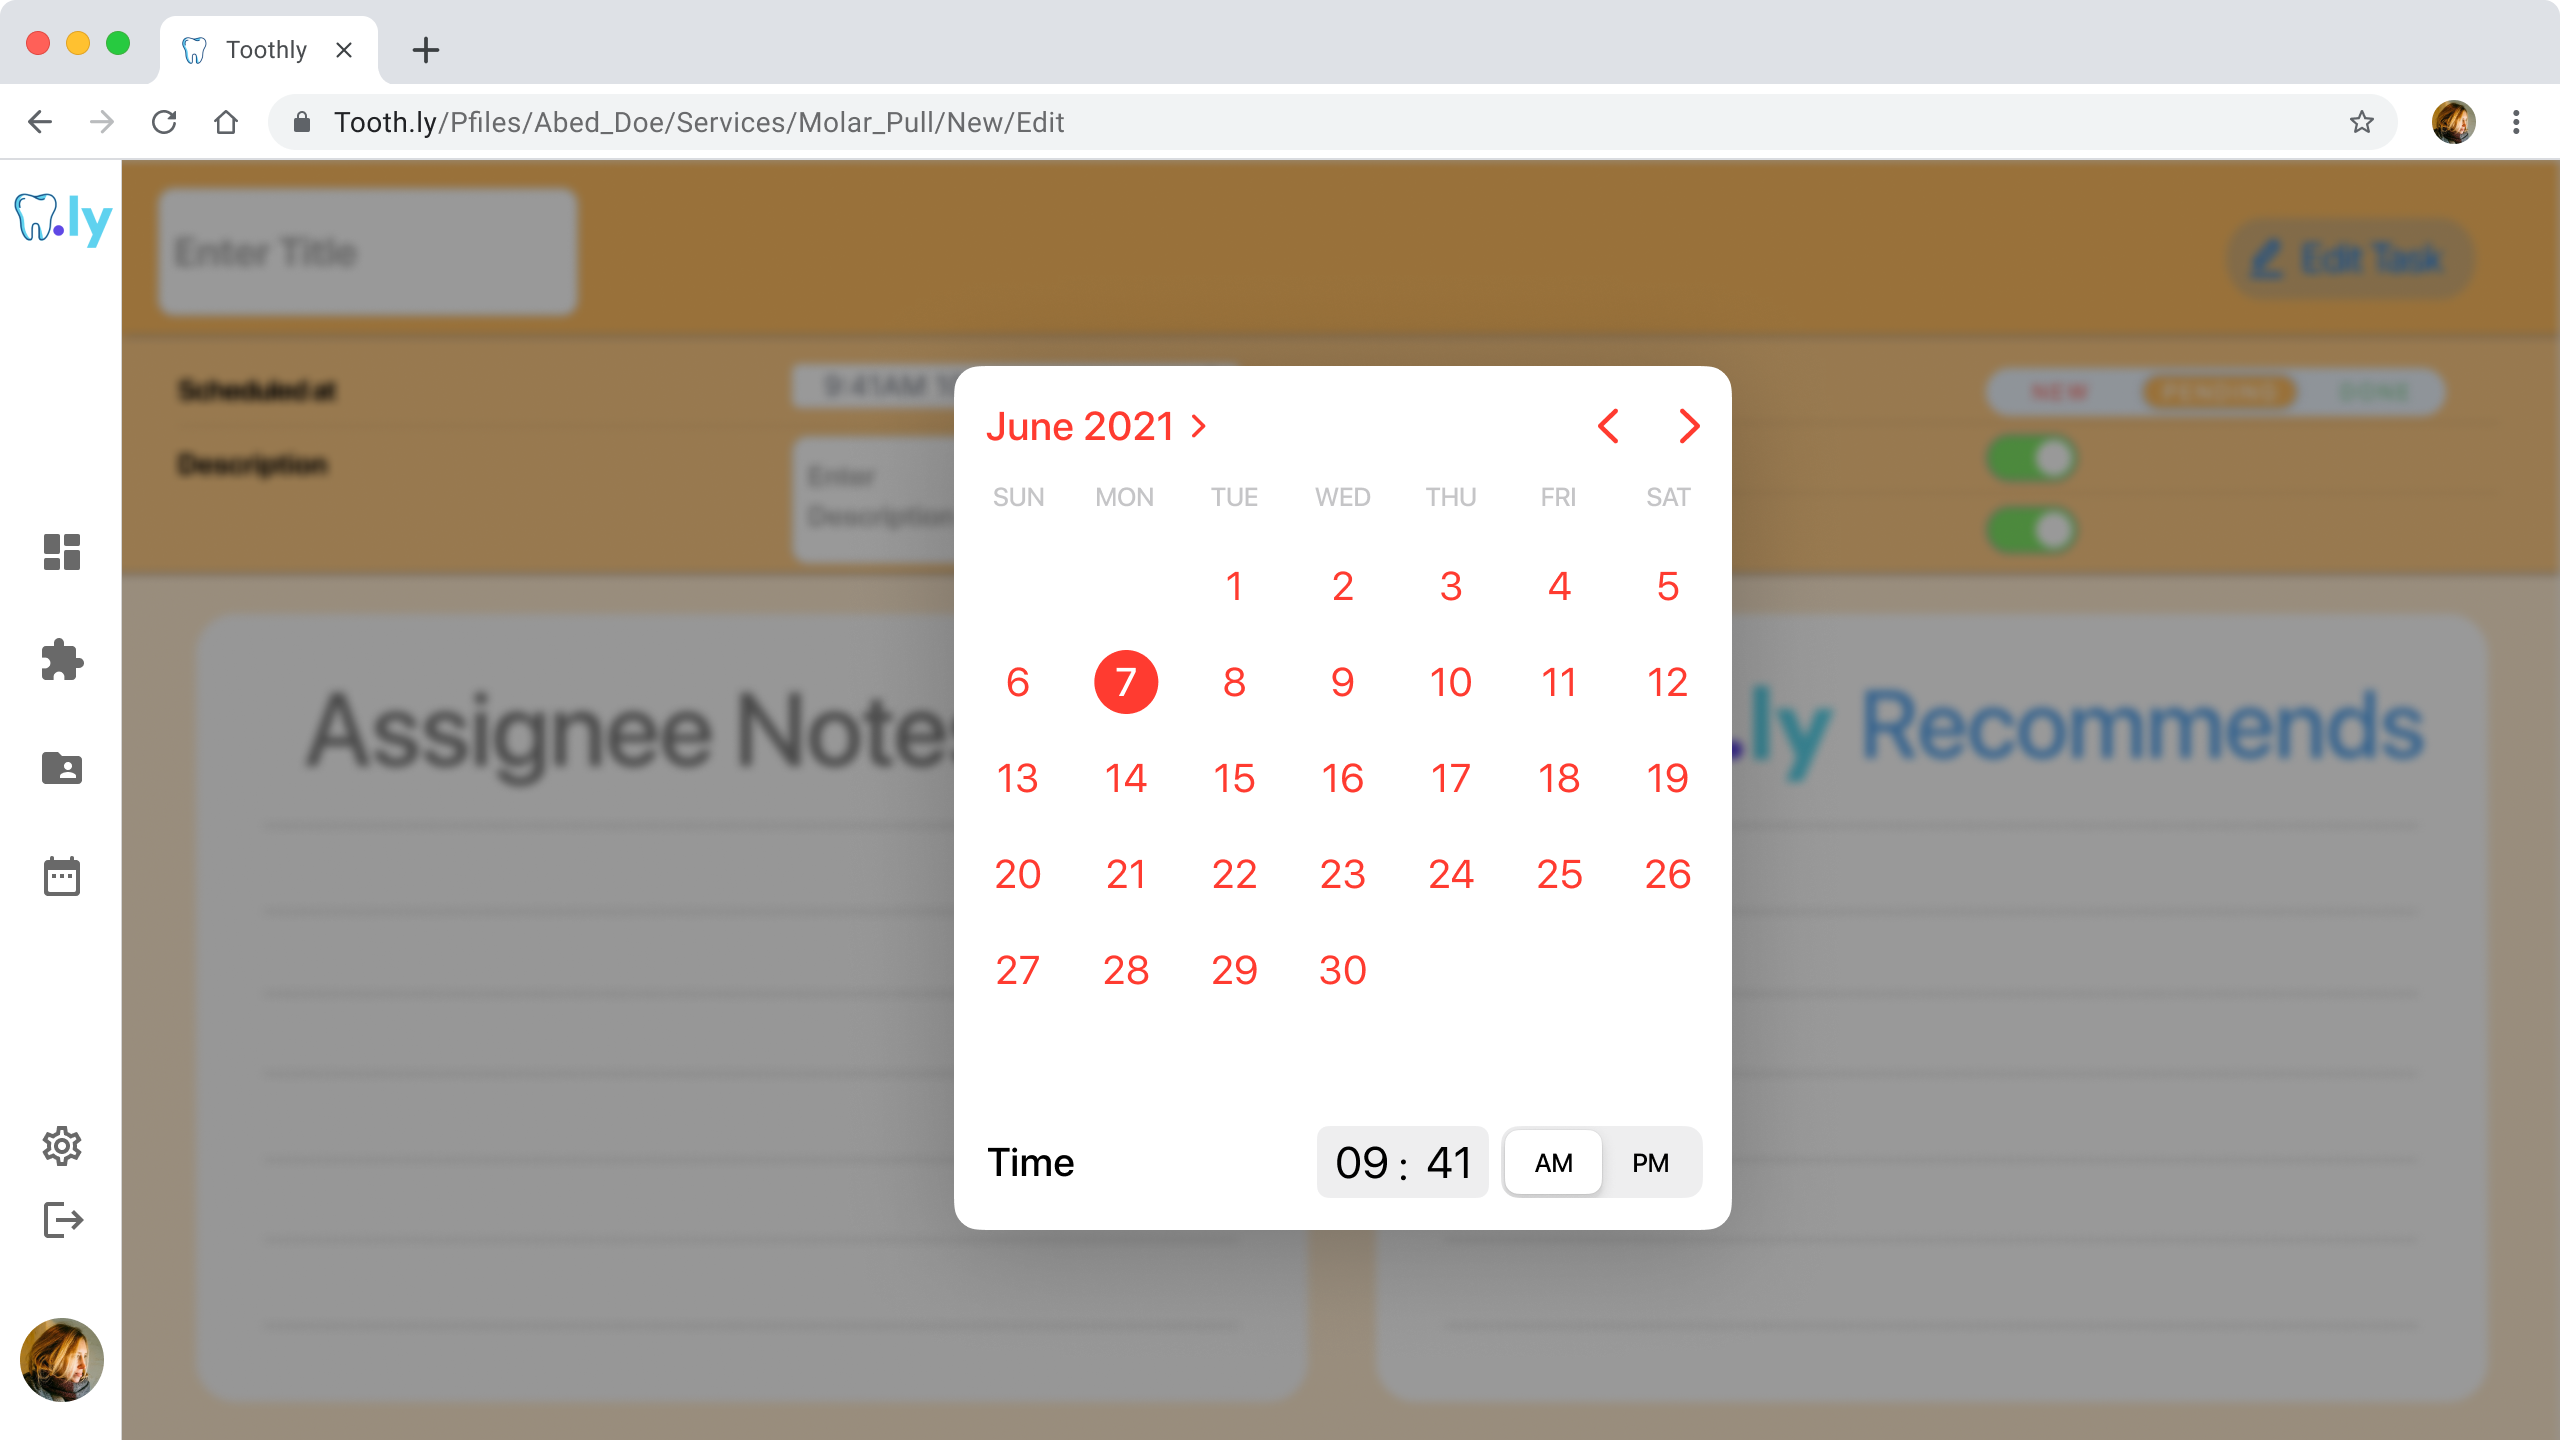 Toothly
Tooth.ly/Pfiles/Abed_Doe/Services/Molar_Pull/New/Edit
.ly
Enter Title
Edit Task
Scheduled at
9:41AM
NEW PENDING DONE
Description
Enter
Description
Assignee Notes
.ly Recommends
June 2021
SUN MON TUE WED THU FRI SAT
1 2 3 4 5
6 7 8 9 10 11 12
13 14 15 16 17 18 19
20 21 22 23 24 25 26
27 28 29 30
Time 09 : 41 AM PM